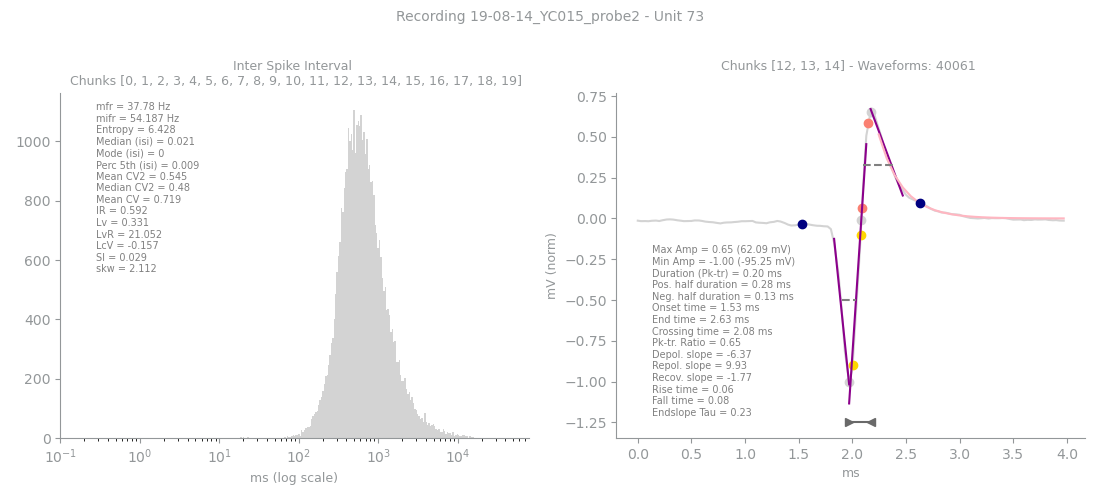 Recording 19-08-14_YC015_probe2 - Unit 73
Inter Spike Interval
Chunks [0, 1, 2, 3, 4, 5, 6, 7, 8, 9, 10, 11, 12, 13, 14, 15, 16, 17, 18, 19]
mfr = 37.78 Hz
mifr = 54.187 Hz
Entropy = 6.428
Median (isi) = 0.021
Mode (isi) = 0
Perc 5th (isi) = 0.009
Mean CV2 = 0.545
Median CV2 = 0.48
Mean CV = 0.719
IR = 0.592
Lv = 0.331
LvR = 21.052
LcV = -0.157
SI = 0.029
skw = 2.112
1000
800
600
400
200
0
10⁻¹ 10⁰ 10¹ 10² 10³ 10⁴
ms (log scale)
Chunks [12, 13, 14] - Waveforms: 40061
mV (norm)
0.75
0.50
0.25
0.00
−0.25
−0.50
−0.75
−1.00
−1.25
Max Amp = 0.65 (62.09 mV)
Min Amp = -1.00 (-95.25 mV)
Duration (Pk-tr) = 0.20 ms
Pos. half duration = 0.28 ms
Neg. half duration = 0.13 ms
Onset time = 1.53 ms
End time = 2.63 ms
Crossing time = 2.08 ms
Pk-tr. Ratio = 0.65
Depol. slope = -6.37
Repol. slope = 9.93
Recov. slope = -1.77
Rise time = 0.06
Fall time = 0.08
Endslope Tau = 0.23
0.0 0.5 1.0 1.5 2.0 2.5 3.0 3.5 4.0
ms